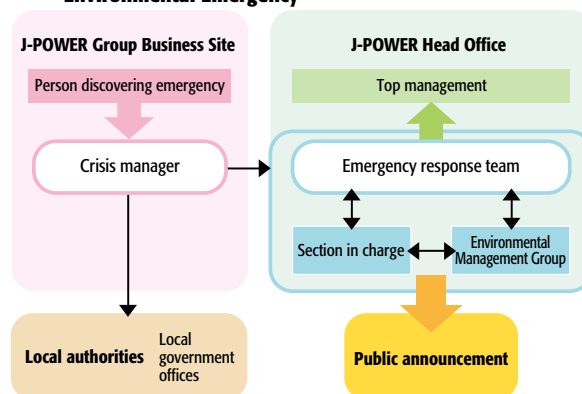 Environmental Emergency
J-POWER Group Business Site
Person discovering emergency
Crisis manager
J-POWER Head Office
Top management
Emergency response team
Section in charge
Environmental
Management Group
Local authorities
Local
government
offices
Public announcement